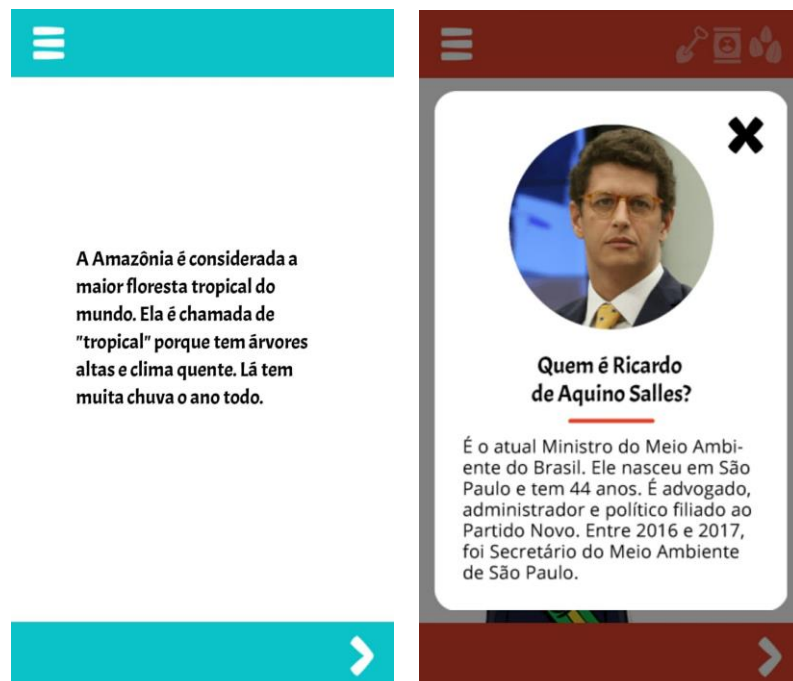 A Amazônia é considerada a
maior floresta tropical do
mundo. Ela é chamada de
"tropical" porque tem árvores
altas e clima quente. Lá tem
muita chuva o ano todo.
Quem é Ricardo
de Aquino Salles?
É o atual Ministro do Meio Ambi-
ente do Brasil. Ele nasceu em São
Paulo e tem 44 anos. É advogado,
administrador e político filiado ao
Partido Novo. Entre 2016 e 2017,
foi Secretário do Meio Ambiente
de São Paulo.